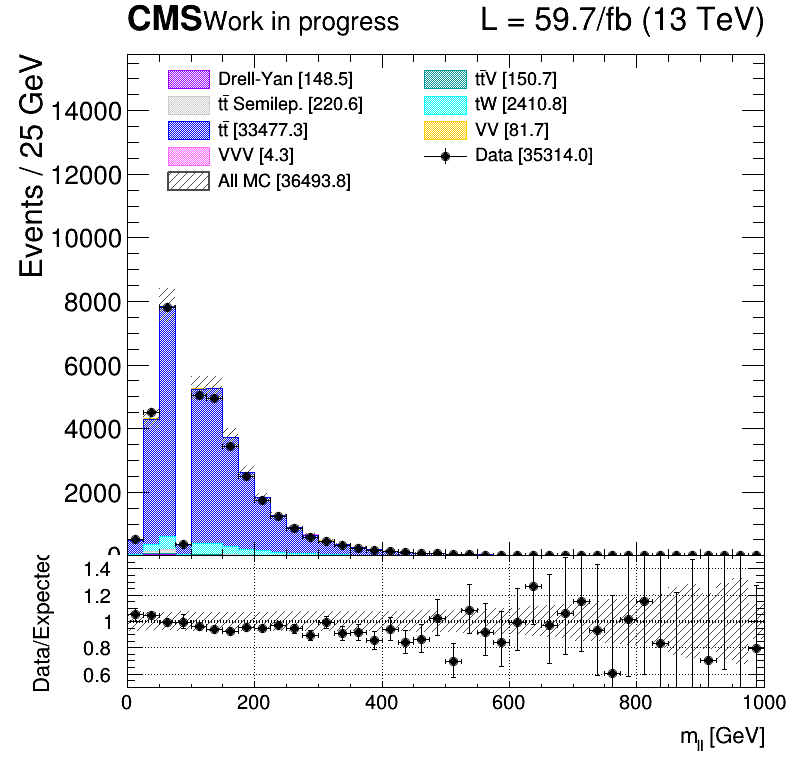 CMS Work in progress L = 59.7/fb (13 TeV)
Events / 25 GeV
Drell-Yan [148.5]
tt̄ Semilep. [220.6]
tt̄ [33477.3]
VVV [4.3]
All MC [36493.8]
tt̄V [150.7]
tW [2410.8]
VV [81.7]
Data [35314.0]
14000
12000
10000
8000
6000
4000
2000
0
Data/Expected
1.4
1.2
1
0.8
0.6
0 200 400 600 800 1000
m_ll [GeV]